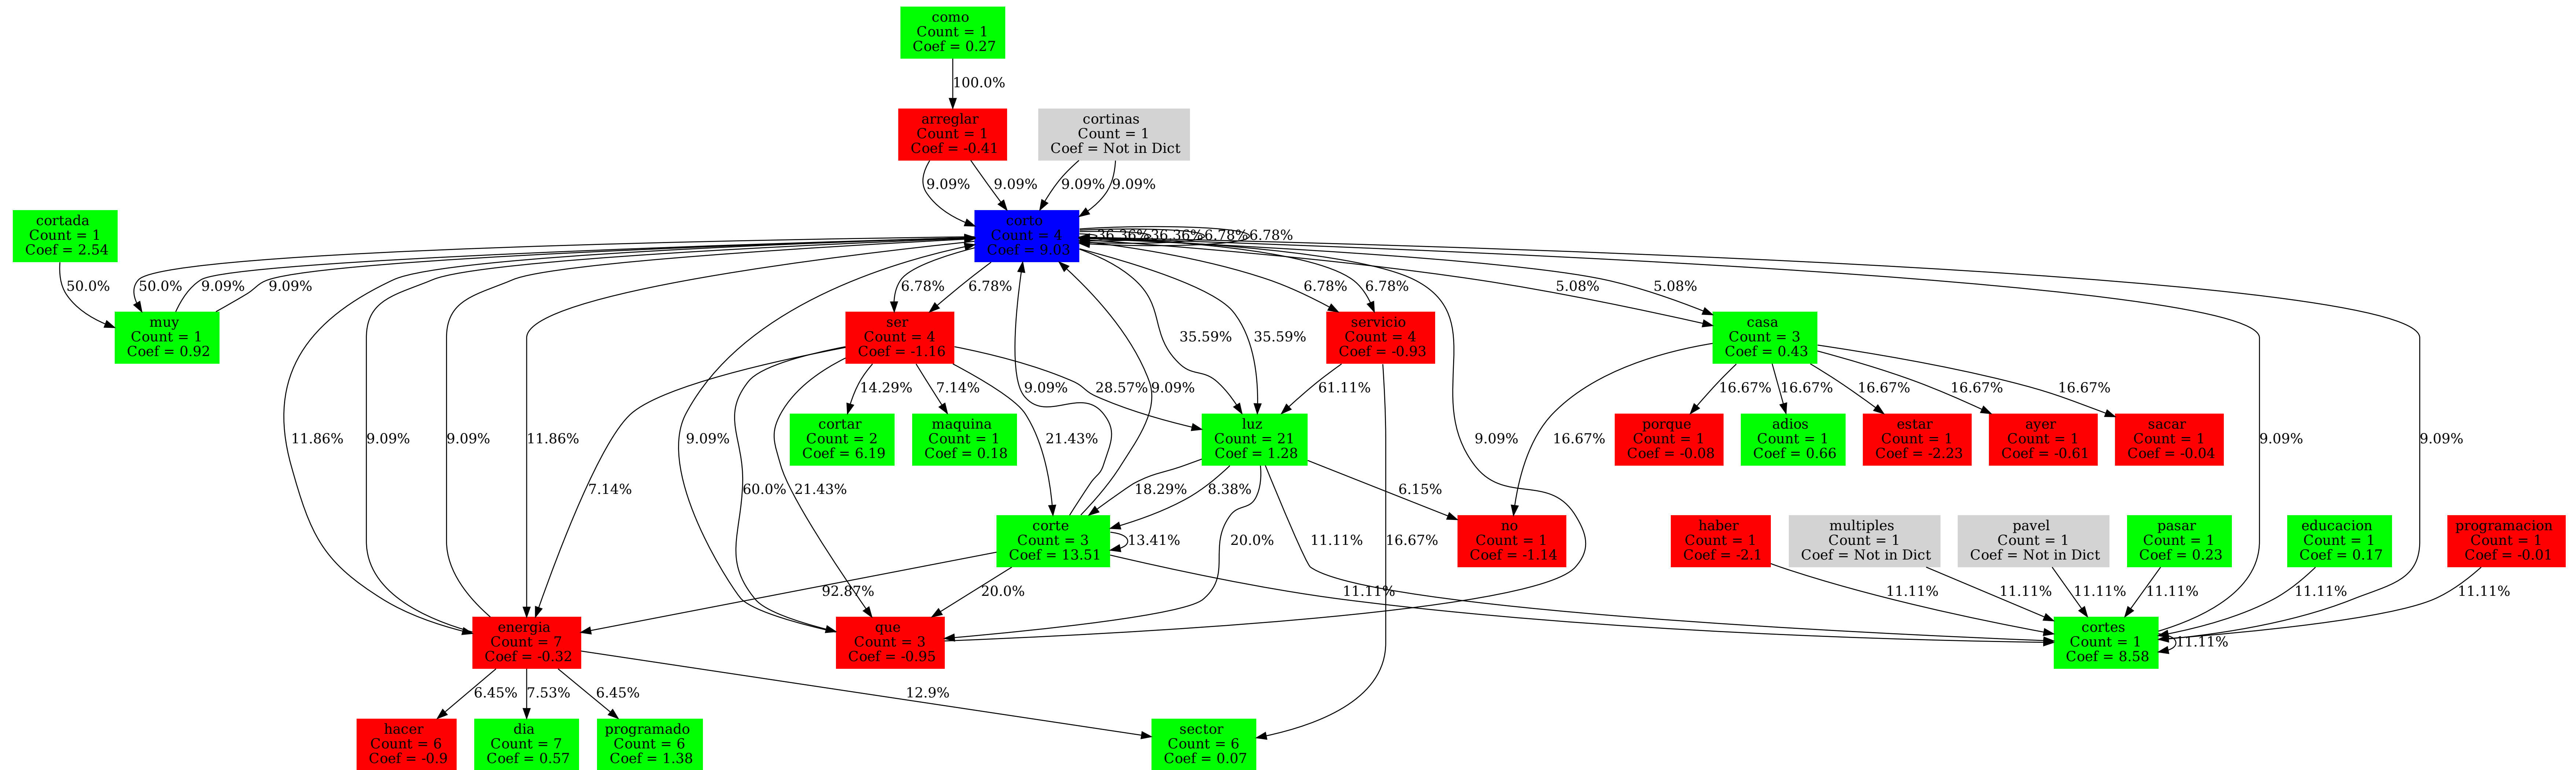 como
Count = 1
Coef = 0.27
100.0%
arreglar
Count = 1
Coef = -0.41
cortinas
Count = 1
Coef = Not in Dict
9.09%
9.09%
9.09%
9.09%
cortada
Count = 1
Coef = 2.54
corto
Count = 4
Coef = 9.03
36.36%
36.36%
6.78%
6.78%
50.0%
50.0%
9.09%
9.09%
6.78%
6.78%
6.78%
6.78%
5.08%
5.08%
muy
Count = 1
Coef = 0.92
ser
Count = 4
Coef = -1.16
servicio
Count = 4
Coef = -0.93
casa
Count = 3
Coef = 0.43
35.59%
35.59%
14.29%
7.14%
28.57%
9.09%
9.09%
61.11%
16.67%
16.67%
16.67%
16.67%
16.67%
11.86%
9.09%
9.09%
11.86%
9.09%
cortar
Count = 2
Coef = 6.19
maquina
Count = 1
Coef = 0.18
21.43%
luz
Count = 21
Coef = 1.28
9.09%
16.67%
porque
Count = 1
Coef = -0.08
adios
Count = 1
Coef = 0.66
estar
Count = 1
Coef = -2.23
ayer
Count = 1
Coef = -0.61
sacar
Count = 1
Coef = -0.04
9.09%
9.09%
7.14%
60.0%
21.43%
18.29%
8.38%
6.15%
corte
Count = 3
Coef = 13.51
13.41%
20.0%
11.11%
16.67%
no
Count = 1
Coef = -1.14
haber
Count = 1
Coef = -2.1
multiples
Count = 1
Coef = Not in Dict
pavel
Count = 1
Coef = Not in Dict
pasar
Count = 1
Coef = 0.23
educacion
Count = 1
Coef = 0.17
programacion
Count = 1
Coef = -0.01
92.87%
20.0%
11.11%
11.11%
11.11%
11.11%
11.11%
11.11%
11.11%
energia
Count = 7
Coef = -0.32
que
Count = 3
Coef = -0.95
cortes
Count = 1
Coef = 8.58
11.11%
6.45%
7.53%
6.45%
12.9%
hacer
Count = 6
Coef = -0.9
dia
Count = 7
Coef = 0.57
programado
Count = 6
Coef = 1.38
sector
Count = 6
Coef = 0.07